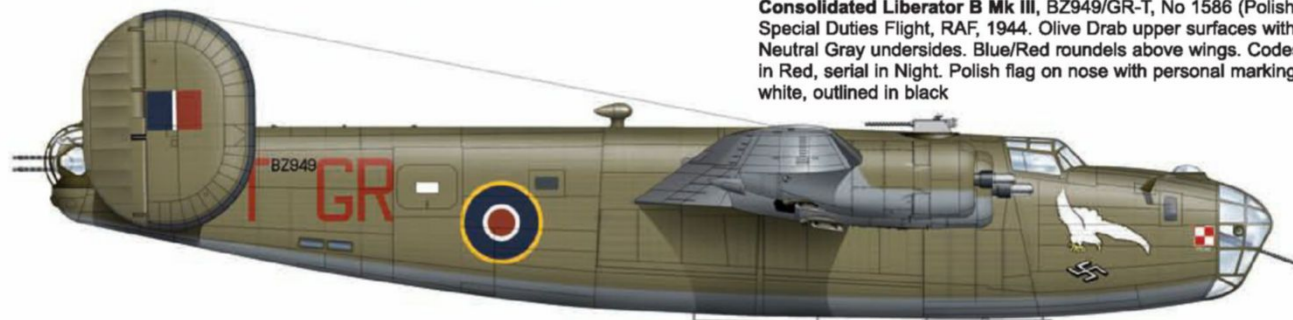 Consolidated Liberator B Mk III, BZ949/GR-T, No 1586 (Polish
Special Duties Flight, RAF, 1944. Olive Drab upper surfaces with
Neutral Gray undersides. Blue/Red roundels above wings. Code
in Red, serial in Night. Polish flag on nose with personal marking
white, outlined in black
T BZ949 GR